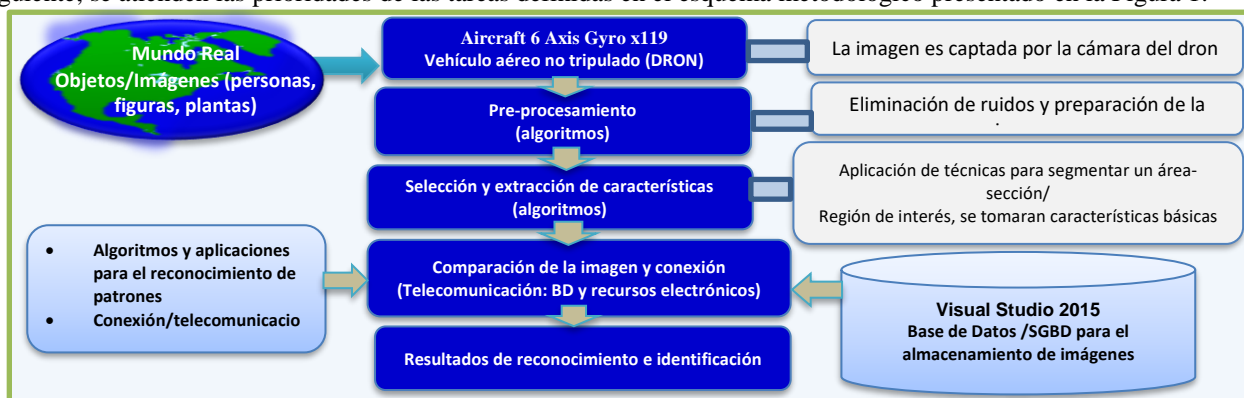 se atienden las prioridades de las tareas definidas en el esquema metodológico presentado en la Figura 1.
Mundo Real
Objetos/Imágenes (personas,
figuras, plantas)
Aircraft 6 Axis Gyro x119
Vehículo aéreo no tripulado (DRON)
La imagen es captada por la cámara del dron
Pre-procesamiento
(algoritmos)
Eliminación de ruidos y preparación de la
Selección y extracción de características
(algoritmos)
Aplicación de técnicas para segmentar un área-
sección/
Región de interés, se tomaran características básicas
• Algoritmos y aplicaciones
para el reconocimiento de
patrones
• Conexión/telecomunicacio
Comparación de la imagen y conexión
(Telecomunicación: BD y recursos electrónicos)
Visual Studio 2015
Base de Datos /SGBD para el
almacenamiento de imágenes
Resultados de reconocimiento e identificación